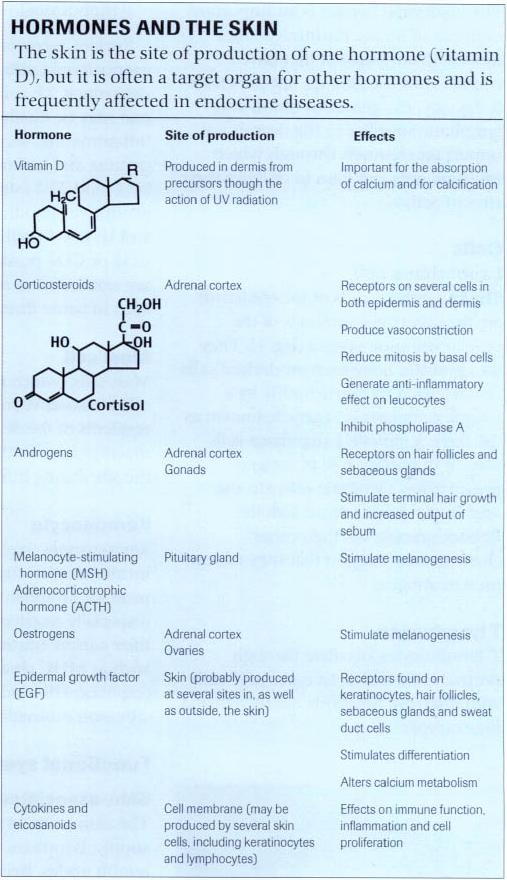 HORMONES AND THE SKIN
The skin is the site of production of one hormone (vitamin
D), but it is often a target organ for other hormones and is
frequently affected in endocrine diseases.
Hormone Site of production Effects
Vitamin D Produced in dermis from Important for the absorption
precursors though the of calcium and for calcification
action of UV radiation
R
H₂C
HO
Corticosteroids Adrenal cortex Receptors on several cells in
both epidermis and dermis
Produce vasoconstriction
Reduce mitosis by basal cells
Generate anti-inflammatory
effect on leucocytes
Inhibit phospholipase A
CH₂OH
C=O
HO OH
O
Cortisol
Androgens Adrenal cortex Receptors on hair follicles and
Gonads sebaceous glands
Stimulate terminal hair growth
and increased output of
sebum
Melanocyte-stimulating Pituitary gland Stimulate melanogenesis
hormone (MSH)
Adrenocorticotrophic
hormone (ACTH)
Oestrogens Adrenal cortex Stimulate melanogenesis
Ovaries
Epidermal growth factor Skin (probably produced Receptors found on
(EGF) at several sites in, as well keratinocytes, hair follicles,
as outside, the skin) sebaceous glands and sweat
duct cells
Stimulates differentiation
Alters calcium metabolism
Cytokines and Cell membrane (may be Effects on immune function,
eicosanoids produced by several skin inflammation and cell
cells, including keratinocytes proliferation
and lymphocytes)